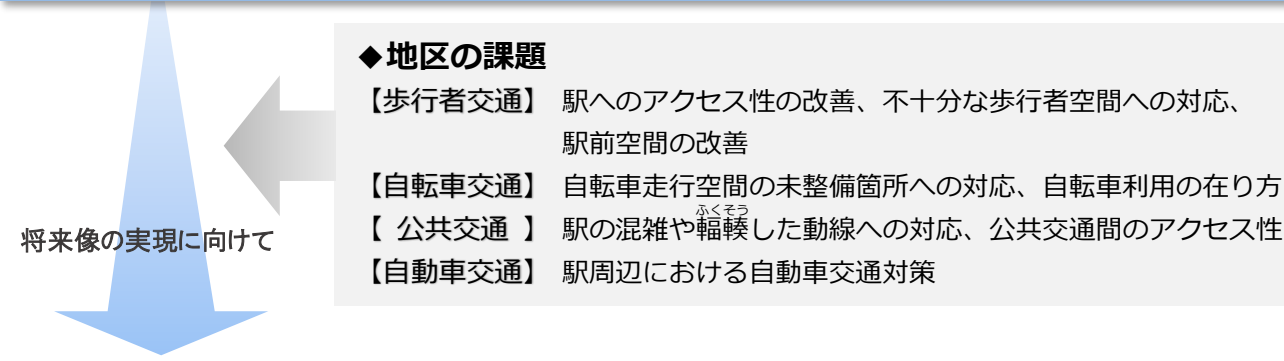 ◆地区の課題
【歩行者交通】 駅へのアクセス性の改善、不十分な歩行者空間への対応、
駅前空間の改善
【自転車交通】 自転車走行空間の未整備箇所への対応、自転車利用の在り方
ふくそう
【 公共交通 】 駅の混雑や輻輳した動線への対応、公共交通間のアクセス性
【自動車交通】 駅周辺における自動車交通対策
将来像の実現に向けて